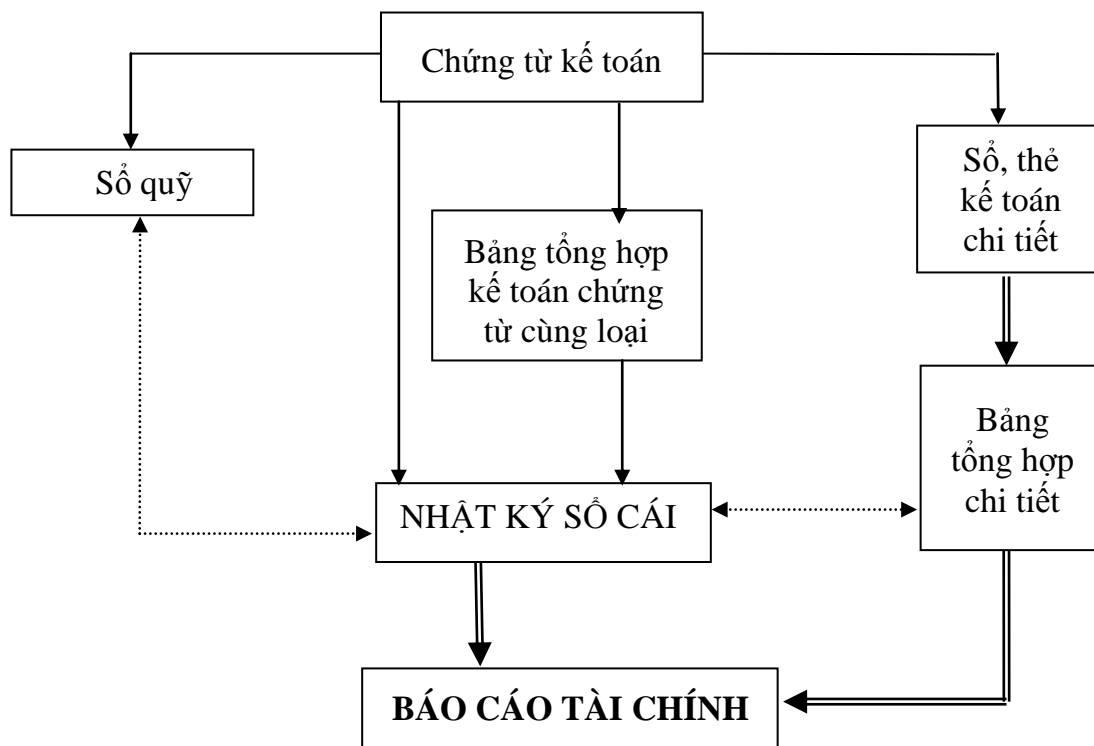 Chứng từ kế toán
Sổ quỹ
Sổ, thẻ
kế toán
chi tiết
Bảng tổng hợp
kế toán chứng
từ cùng loại
Bảng
tổng hợp
chi tiết
NHẬT KÝ SỔ CÁI
BÁO CÁO TÀI CHÍNH